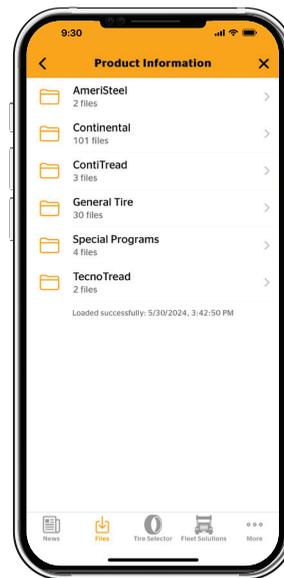 9:30
Product Information
AmeriSteel
2 files
Continental
101 files
ContiTread
3 files
General Tire
30 files
Special Programs
4 files
TecnoTread
2 files
Loaded successfully: 5/30/2024, 3:42:50 PM
News Files Tire Selector Fleet Solutions More